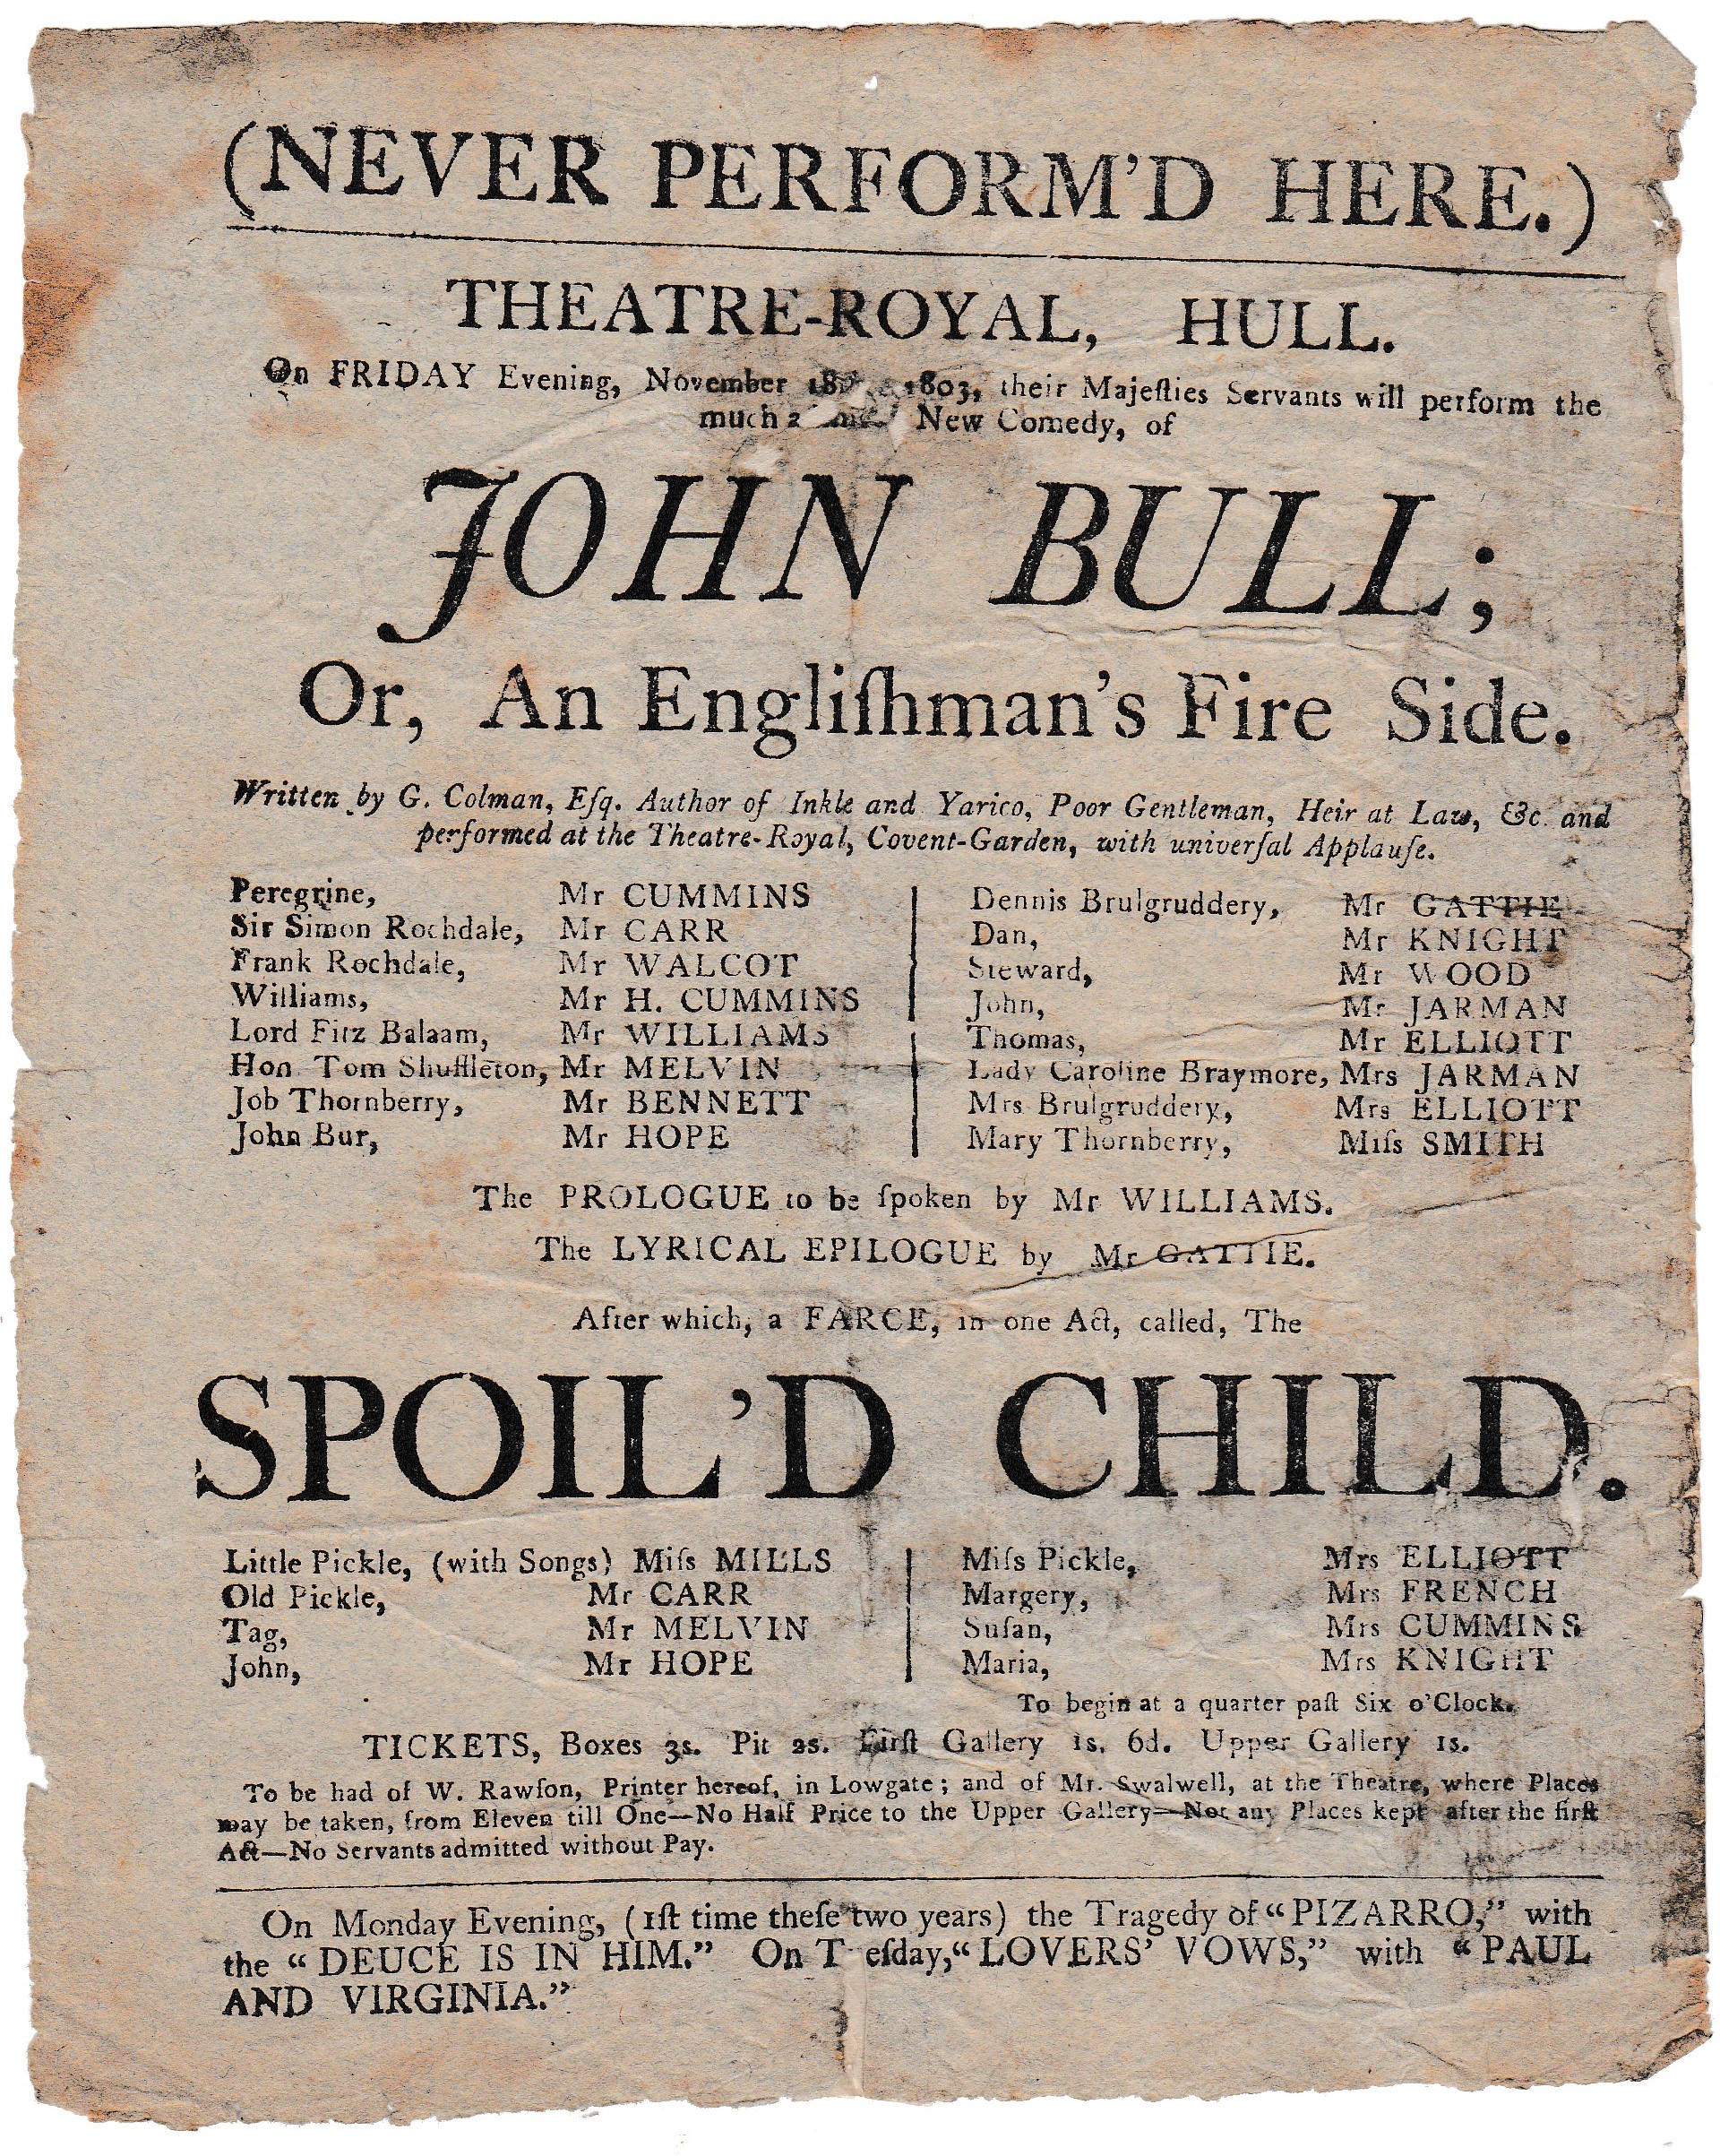 (NEVER PERFORM'D HERE.)
THEATRE-ROYAL, HULL.
On FRIDAY Evening, November 1803, their Majeſties Servants will perform the
much New Comedy, of
JOHN BULL;
Or, An Engliſhman's Fire Side.
Written by G. Colman, Eſq. Author of Inkle and Yarico, Poor Gentleman, Heir at Law, &c. and
performed at the Theatre-Royal, Covent-Garden, with univerſal Applauſe.
Peregrine, Mr CUMMINS
Sir Simon Rochdale, Mr CARR
Frank Rochdale, Mr WALCOT
Williams, Mr H. CUMMINS
Lord Fitz Balaam, Mr WILLIAMS
Hon. Tom Shuffleton, Mr MELVIN
Job Thornberry, Mr BENNETT
John Bur, Mr HOPE
Dennis Brulgruddery, Mr GATTIE
Dan, Mr KNIGHT
Steward, Mr WOOD
John, Mr JARMAN
Thomas, Mr ELLIOTT
Lady Caroline Braymore, Mrs JARMAN
Mrs Brulgruddery, Mrs ELLIOTT
Mary Thornberry, Miſs SMITH
The PROLOGUE to be ſpoken by Mr WILLIAMS.
The LYRICAL EPILOGUE by Mr GATTIE.
After which, a FARCE, in one Act, called, The
SPOIL'D CHILD.
Little Pickle, (with Songs) Miſs MILLS
Old Pickle, Mr CARR
Tag, Mr MELVIN
John, Mr HOPE
Miſs Pickle, Mrs ELLIOTT
Margery, Mrs FRENCH
Suſan, Mrs CUMMINS
Maria, Mrs KNIGHT
To begin at a quarter paſt Six o'Clock.
TICKETS, Boxes 3s. Pit 2s. Firſt Gallery 1s. 6d. Upper Gallery 1s.
To be had of W. Rawſon, Printer hereof, in Lowgate; and of Mr. Swalwell, at the Theatre, where Places
may be taken, from Eleven till One—No Half Price to the Upper Gallery—Not any Places kept after the firſt
Act—No Servants admitted without Pay.
On Monday Evening, (1ſt time theſe two years) the Tragedy of "PIZARRO," with
the "DEUCE IS IN HIM." On T eſday, "LOVERS' VOWS," with "PAUL
AND VIRGINIA."